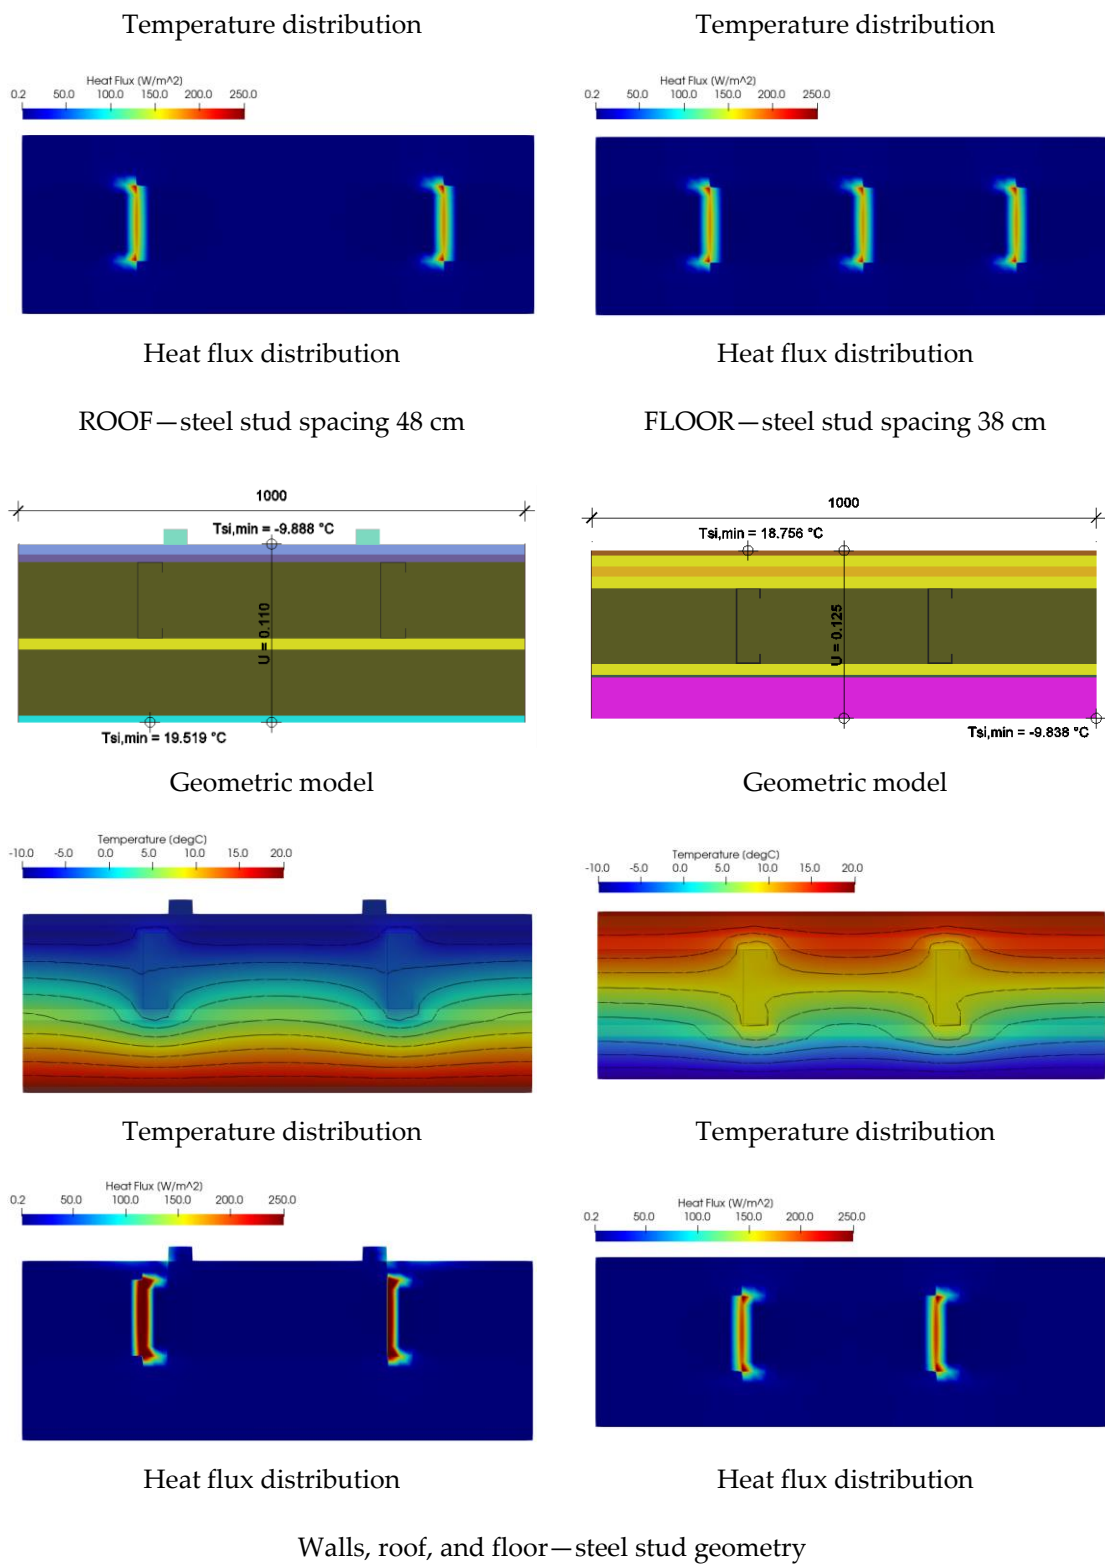 Temperature distribution
Temperature distribution
Heat Flux (W/m^2)
0.2 50.0 100.0 150.0 200.0 250.0
Heat Flux (W/m^2)
0.2 50.0 100.0 150.0 200.0 250.0
Heat flux distribution
Heat flux distribution
ROOF—steel stud spacing 48 cm
FLOOR—steel stud spacing 38 cm
1000
Tsi,min = -9.888 °C
U = 0.110
Tsi,min = 19.519 °C
1000
Tsi,min = 18.756 °C
U = 0.125
Tsi,min = -9.838 °C
Geometric model
Geometric model
Temperature (degC)
-10.0 -5.0 0.0 5.0 10.0 15.0 20.0
Temperature (degC)
-10.0 -5.0 0.0 5.0 10.0 15.0 20.0
Temperature distribution
Temperature distribution
Heat Flux (W/m^2)
0.2 50.0 100.0 150.0 200.0 250.0
Heat Flux (W/m^2)
0.2 50.0 100.0 150.0 200.0 250.0
Heat flux distribution
Heat flux distribution
Walls, roof, and floor—steel stud geometry